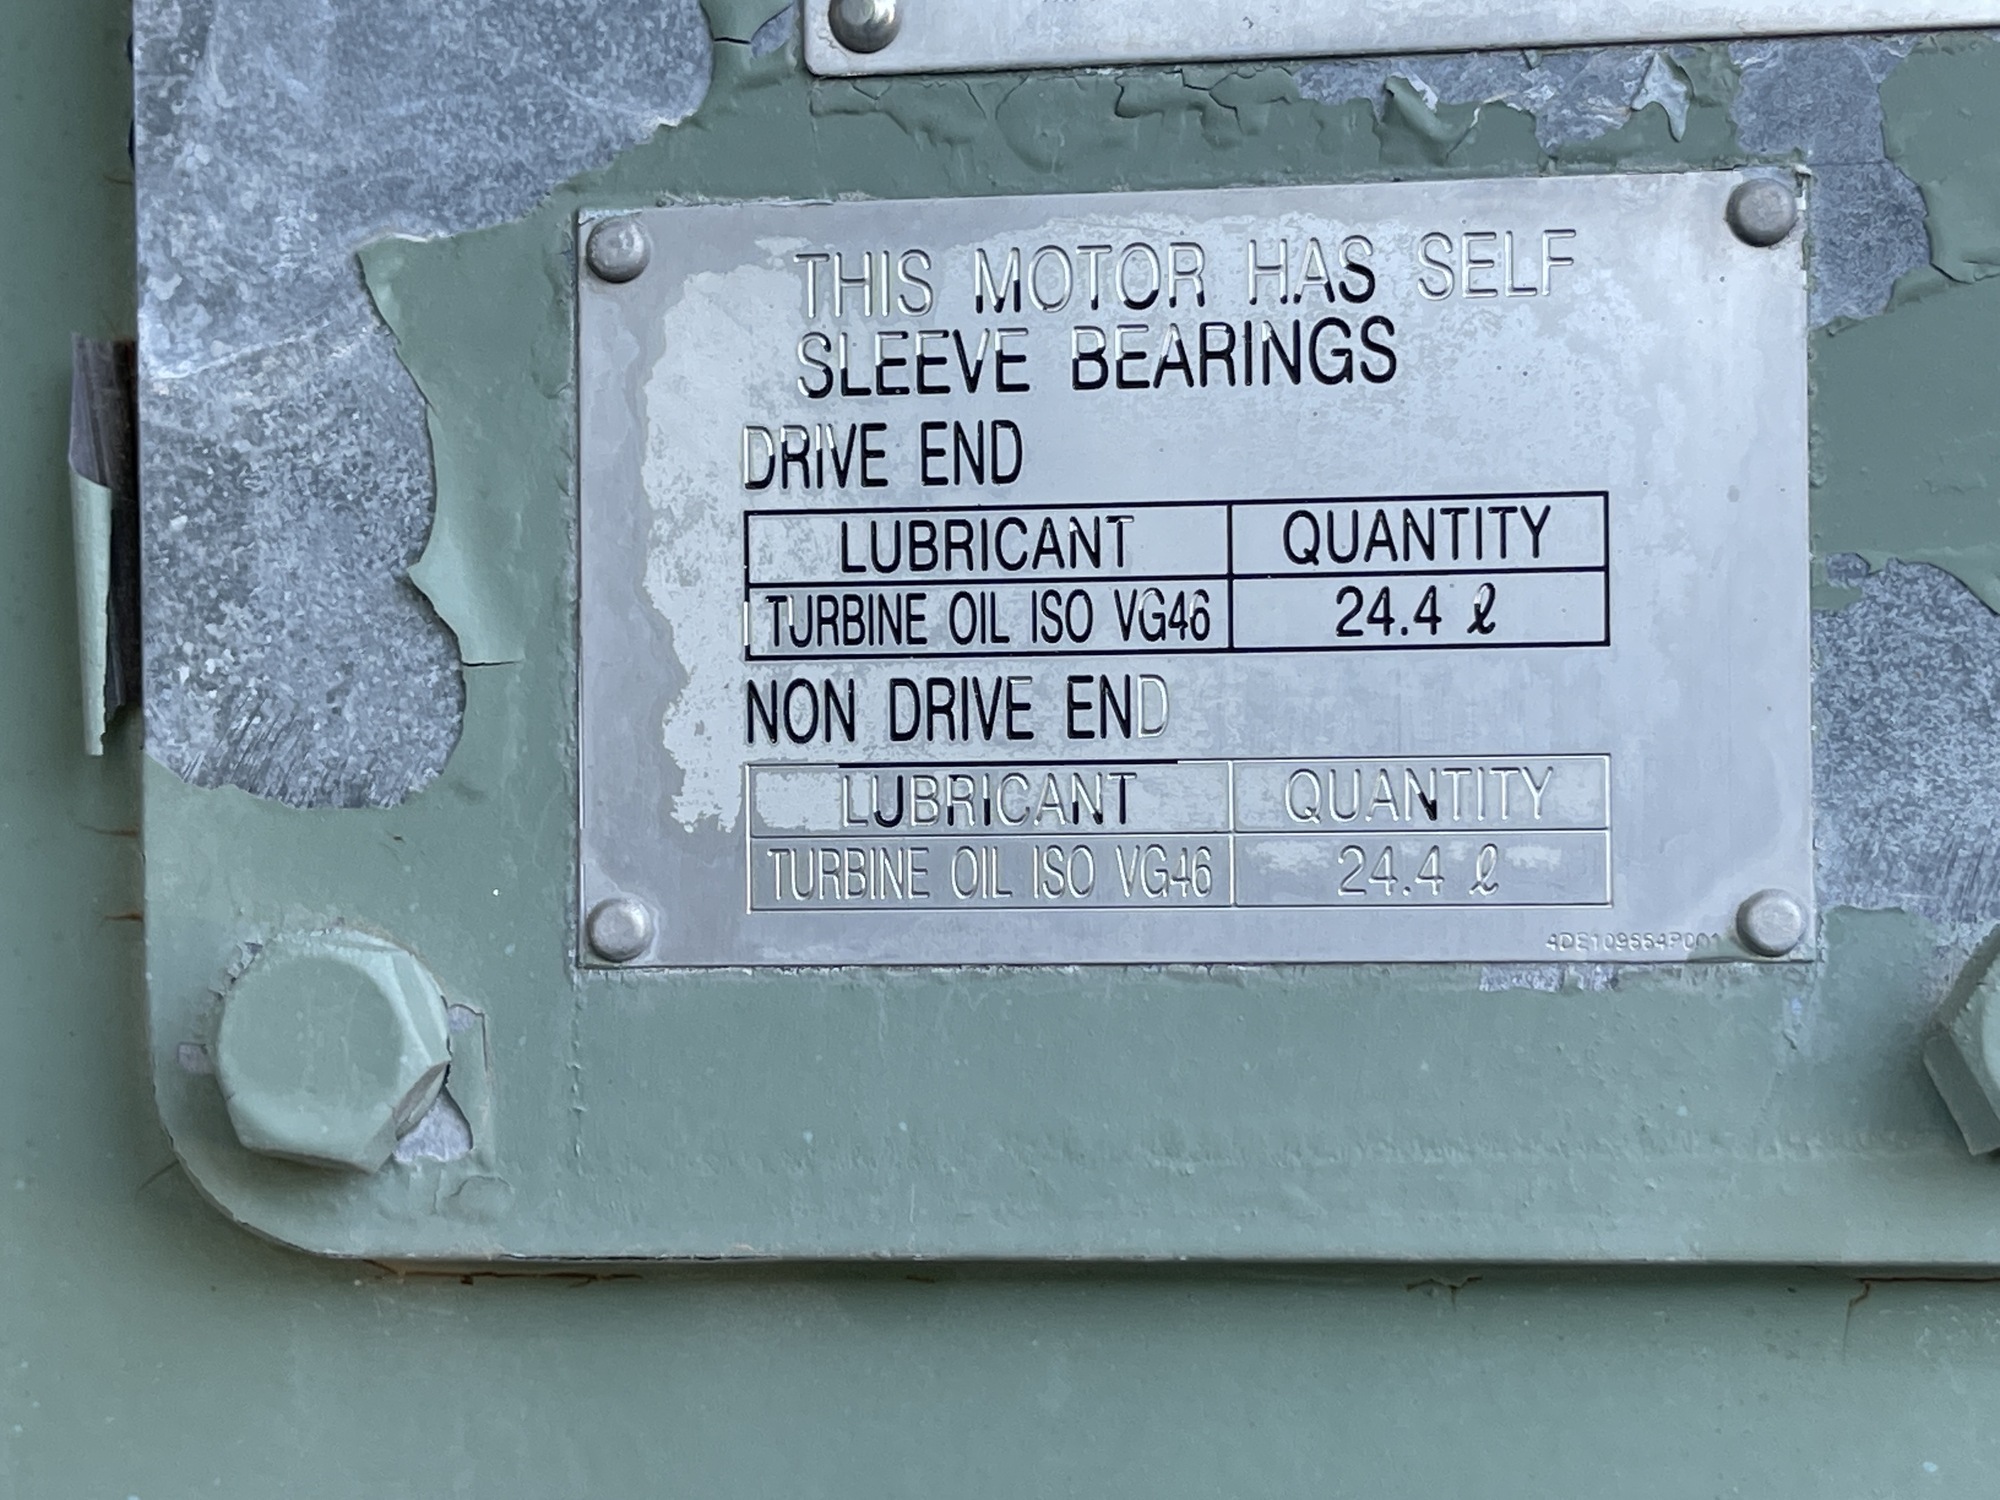 THIS MOTOR HAS SELF
SLEEVE BEARINGS
DRIVE END
LUBRICANT QUANTITY
TURBINE OIL ISO VG46 24.4 ℓ
NON DRIVE END
LUBRICANT QUANTITY
TURBINE OIL ISO VG46 24.4 ℓ